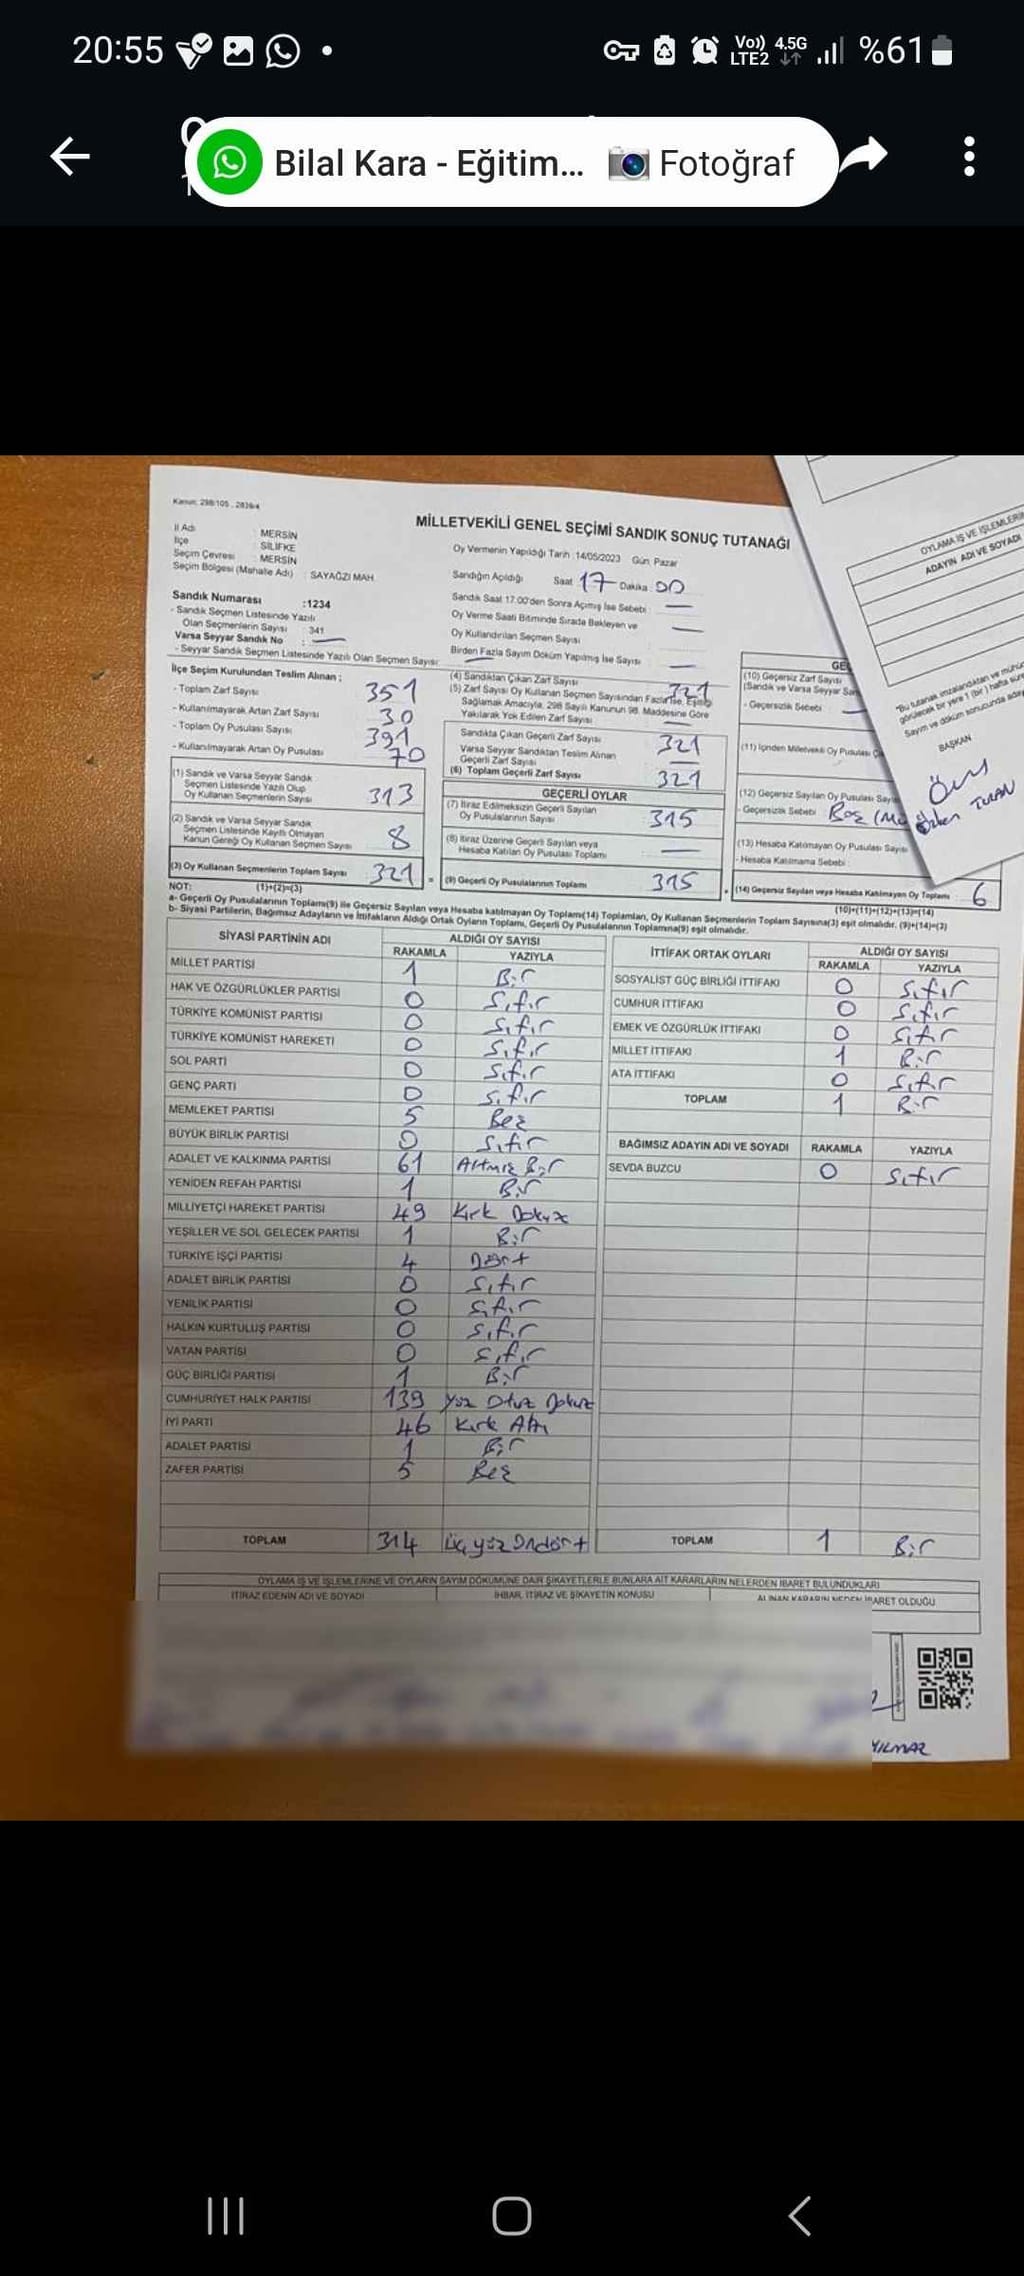 20:55
Vo)) LTE2 4.5G %61
Bilal Kara - Eğitim... Fotoğraf
Kanun: 298/105 , 2839/4
MİLLETVEKİLİ GENEL SEÇİMİ SANDIK SONUÇ TUTANAĞI
İl Adı : MERSİN
İlçe : SİLİFKE
Seçim Çevresi : MERSİN
Seçim Bölgesi (Mahalle Adı) : SAYAĞZI MAH.
Sandık Numarası :1234
- Sandık Seçmen Listesinde Yazılı
Olan Seçmenlerin Sayısı : 341
Varsa Seyyar Sandık No : —
- Seyyar Sandık Seçmen Listesinde Yazılı Olan Seçmen Sayısı: —
Oy Vermenin Yapıldığı Tarih :14/05/2023 Gün: Pazar
Sandığın Açıldığı Saat 17 Dakika 00
Sandık Saat 17.00'den Sonra Açılmış İse Sebebi : —
Oy Verme Saati Bitiminde Sırada Bekleyen ve —
Oy Kullandırılan Seçmen Sayısı
Birden Fazla Sayım Döküm Yapılmış İse Sayısı —
İlçe Seçim Kurulundan Teslim Alınan ;
- Toplam Zarf Sayısı 351
- Kullanılmayarak Artan Zarf Sayısı 30
- Toplam Oy Pusulası Sayısı 391
- Kullanılmayarak Artan Oy Pusulası 70
(1) Sandık ve Varsa Seyyar Sandık
Seçmen Listesinde Yazılı Olup
Oy Kullanan Seçmenlerin Sayısı 313
(2) Sandık ve Varsa Seyyar Sandık
Seçmen Listesinde Kayıtlı Olmayan
Kanun Gereği Oy Kullanan Seçmen Sayısı 8
(3) Oy Kullanan Seçmenlerin Toplam Sayısı 321
(1)+(2)=(3)
(4) Sandıktan Çıkan Zarf Sayısı 321
(5) Zarf Sayısı Oy Kullanan Seçmen Sayısından Fazla İse, Eşitliği
Sağlamak Amacıyla, 298 Sayılı Kanunun 98. Maddesine Göre
Yakılarak Yok Edilen Zarf Sayısı —
Sandıkta Çıkan Geçerli Zarf Sayısı 321
Varsa Seyyar Sandıktan Teslim Alınan
Geçerli Zarf Sayısı —
(6) Toplam Geçerli Zarf Sayısı 321
GEÇERLİ OYLAR
(7) İtiraz Edilmeksizin Geçerli Sayılan
Oy Pusulalarının Sayısı 315
(8) İtiraz Üzerine Geçerli Sayılan veya
Hesaba Katılan Oy Pusulası Toplamı —
= (9) Geçerli Oy Pusulalarının Toplamı 315
(10) Geçersiz Zarf Sayısı
(Sandık ve Varsa Seyyar
- Geçersizlik Sebebi : —
(11) İçinden Milletvekili Oy Pusulası
(12) Geçersiz Sayılan Oy Pusulası Sayısı
- Geçersizlik Sebebi : Boş
(13) Hesaba Katılmayan Oy Pusulası Sayısı
- Hesaba Katılmama Sebebi :
(14) Geçersiz Sayılan veya Hesaba Katılmayan Oy Toplamı 6
(10)+(11)+(12)+(13)=(14)
OYLAMA İŞ VE İŞLEMLERİN
ADAYIN ADI VE SOYADI
BAŞKAN
TURAN
NOT:
a- Geçerli Oy Pusulalarının Toplamı(9) ile Geçersiz Sayılan veya Hesaba katılmayan Oy Toplam(14) Toplamları, Oy Kullanan Seçmenlerin Toplam Sayısına(3) eşit olmalıdır. (9)+(14)=(3)
b- Siyasi Partilerin, Bağımsız Adayların ve İttifakların Aldığı Ortak Oyların Toplamı, Geçerli Oy Pusulalarının Toplamına(9) eşit olmalıdır.
SİYASİ PARTİNİN ADI ALDIĞI OY SAYISI
RAKAMLA YAZIYLA
MİLLET PARTİSİ 1 Bir
HAK VE ÖZGÜRLÜKLER PARTİSİ 0 Sıfır
TÜRKİYE KOMÜNİST PARTİSİ 0 Sıfır
TÜRKİYE KOMÜNİST HAREKETİ 0 Sıfır
SOL PARTİ 0 Sıfır
GENÇ PARTİ 0 Sıfır
MEMLEKET PARTİSİ 5 Beş
BÜYÜK BİRLİK PARTİSİ 0 Sıfır
ADALET VE KALKINMA PARTİSİ 61 Altmış Bir
YENİDEN REFAH PARTİSİ 1 Bir
MİLLİYETÇİ HAREKET PARTİSİ 49 Kırk Dokuz
YEŞİLLER VE SOL GELECEK PARTİSİ 1 Bir
TÜRKİYE İŞÇİ PARTİSİ 4 Dört
ADALET BİRLİK PARTİSİ 0 Sıfır
YENİLİK PARTİSİ 0 Sıfır
HALKIN KURTULUŞ PARTİSİ 0 Sıfır
VATAN PARTİSİ 0 Sıfır
GÜÇ BİRLİĞİ PARTİSİ 1 Bir
CUMHURİYET HALK PARTİSİ 139 Yüz Otuz Dokuz
İYİ PARTİ 46 Kırk Altı
ADALET PARTİSİ 1 Bir
ZAFER PARTİSİ 5 Beş
TOPLAM 314 Üçyüz Ondört
İTTİFAK ORTAK OYLARI ALDIĞI OY SAYISI
RAKAMLA YAZIYLA
SOSYALİST GÜÇ BİRLİĞİ İTTİFAKI 0 Sıfır
CUMHUR İTTİFAKI 0 Sıfır
EMEK VE ÖZGÜRLÜK İTTİFAKI 0 Sıfır
MİLLET İTTİFAKI 1 Bir
ATA İTTİFAKI 0 Sıfır
TOPLAM 1 Bir
BAĞIMSIZ ADAYIN ADI VE SOYADI RAKAMLA YAZIYLA
SEVDA BUZCU 0 Sıfır
TOPLAM 1 Bir
OYLAMA İŞ VE İŞLEMLERİNE VE OYLARIN SAYIM DÖKÜMÜNE DAİR ŞİKAYETLERLE BUNLARA AİT KARARLARIN NELERDEN İBARET BULUNDUKLARI
İTİRAZ EDENİN ADI VE SOYADI İHBAR, İTİRAZ VE ŞİKAYETİN KONUSU ALINAN KARARIN NEDEN İBARET OLDUĞU
YILMAZ